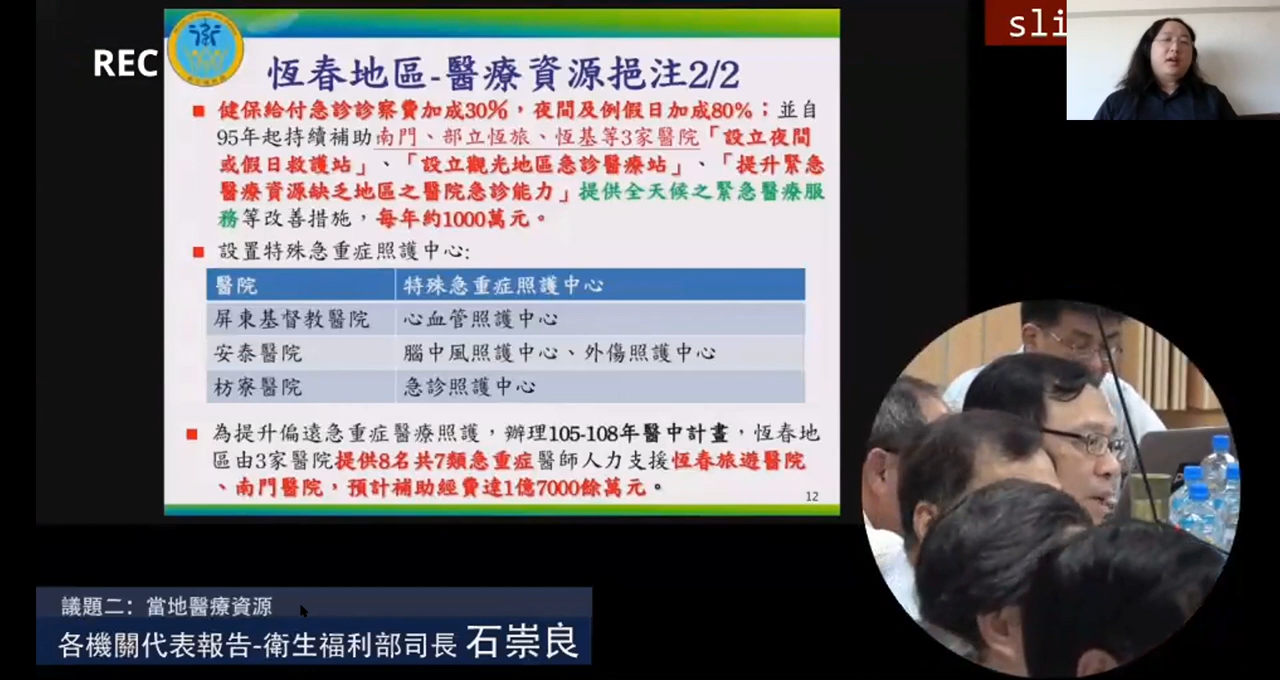 REC
sli
恆春地區-醫療資源挹注2/2
健保給付急診診察費加成30%，夜間及例假日加成80%；並自
95年起持續補助南門、部立恆旅、恆基等3家醫院「設立夜間
或假日救護站」、「設立觀光地區急診醫療站」、「提升緊急
醫療資源缺乏地區之醫院急診能力」提供全天候之緊急醫療服
務等改善措施，每年約1000萬元。
設置特殊急重症照護中心:
醫院 特殊急重症照護中心
屏東基督教醫院 心血管照護中心
安泰醫院 腦中風照護中心、外傷照護中心
枋寮醫院 急診照護中心
為提升偏遠急重症醫療照護，辦理105-108年醫中計畫，恆春地
區由3家醫院提供8名共7類急重症醫師人力支援恆春旅遊醫院
、南門醫院，預計補助經費達1億7000餘萬元。
12
議題二：當地醫療資源
各機關代表報告-衛生福利部司長 石崇良